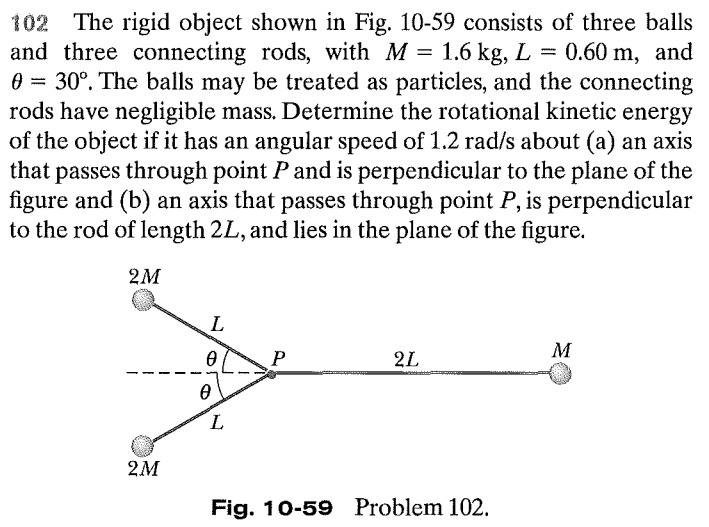 102 The rigid object shown in Fig. 10-59 consists of three balls
and three connecting rods, with M = 1.6 kg, L = 0.60 m, and
θ = 30°. The balls may be treated as particles, and the connecting
rods have negligible mass. Determine the rotational kinetic energy
of the object if it has an angular speed of 1.2 rad/s about (a) an axis
that passes through point P and is perpendicular to the plane of the
figure and (b) an axis that passes through point P, is perpendicular
to the rod of length 2L, and lies in the plane of the figure.
2M
L
θ P 2L M
θ
L
2M
Fig. 10-59 Problem 102.